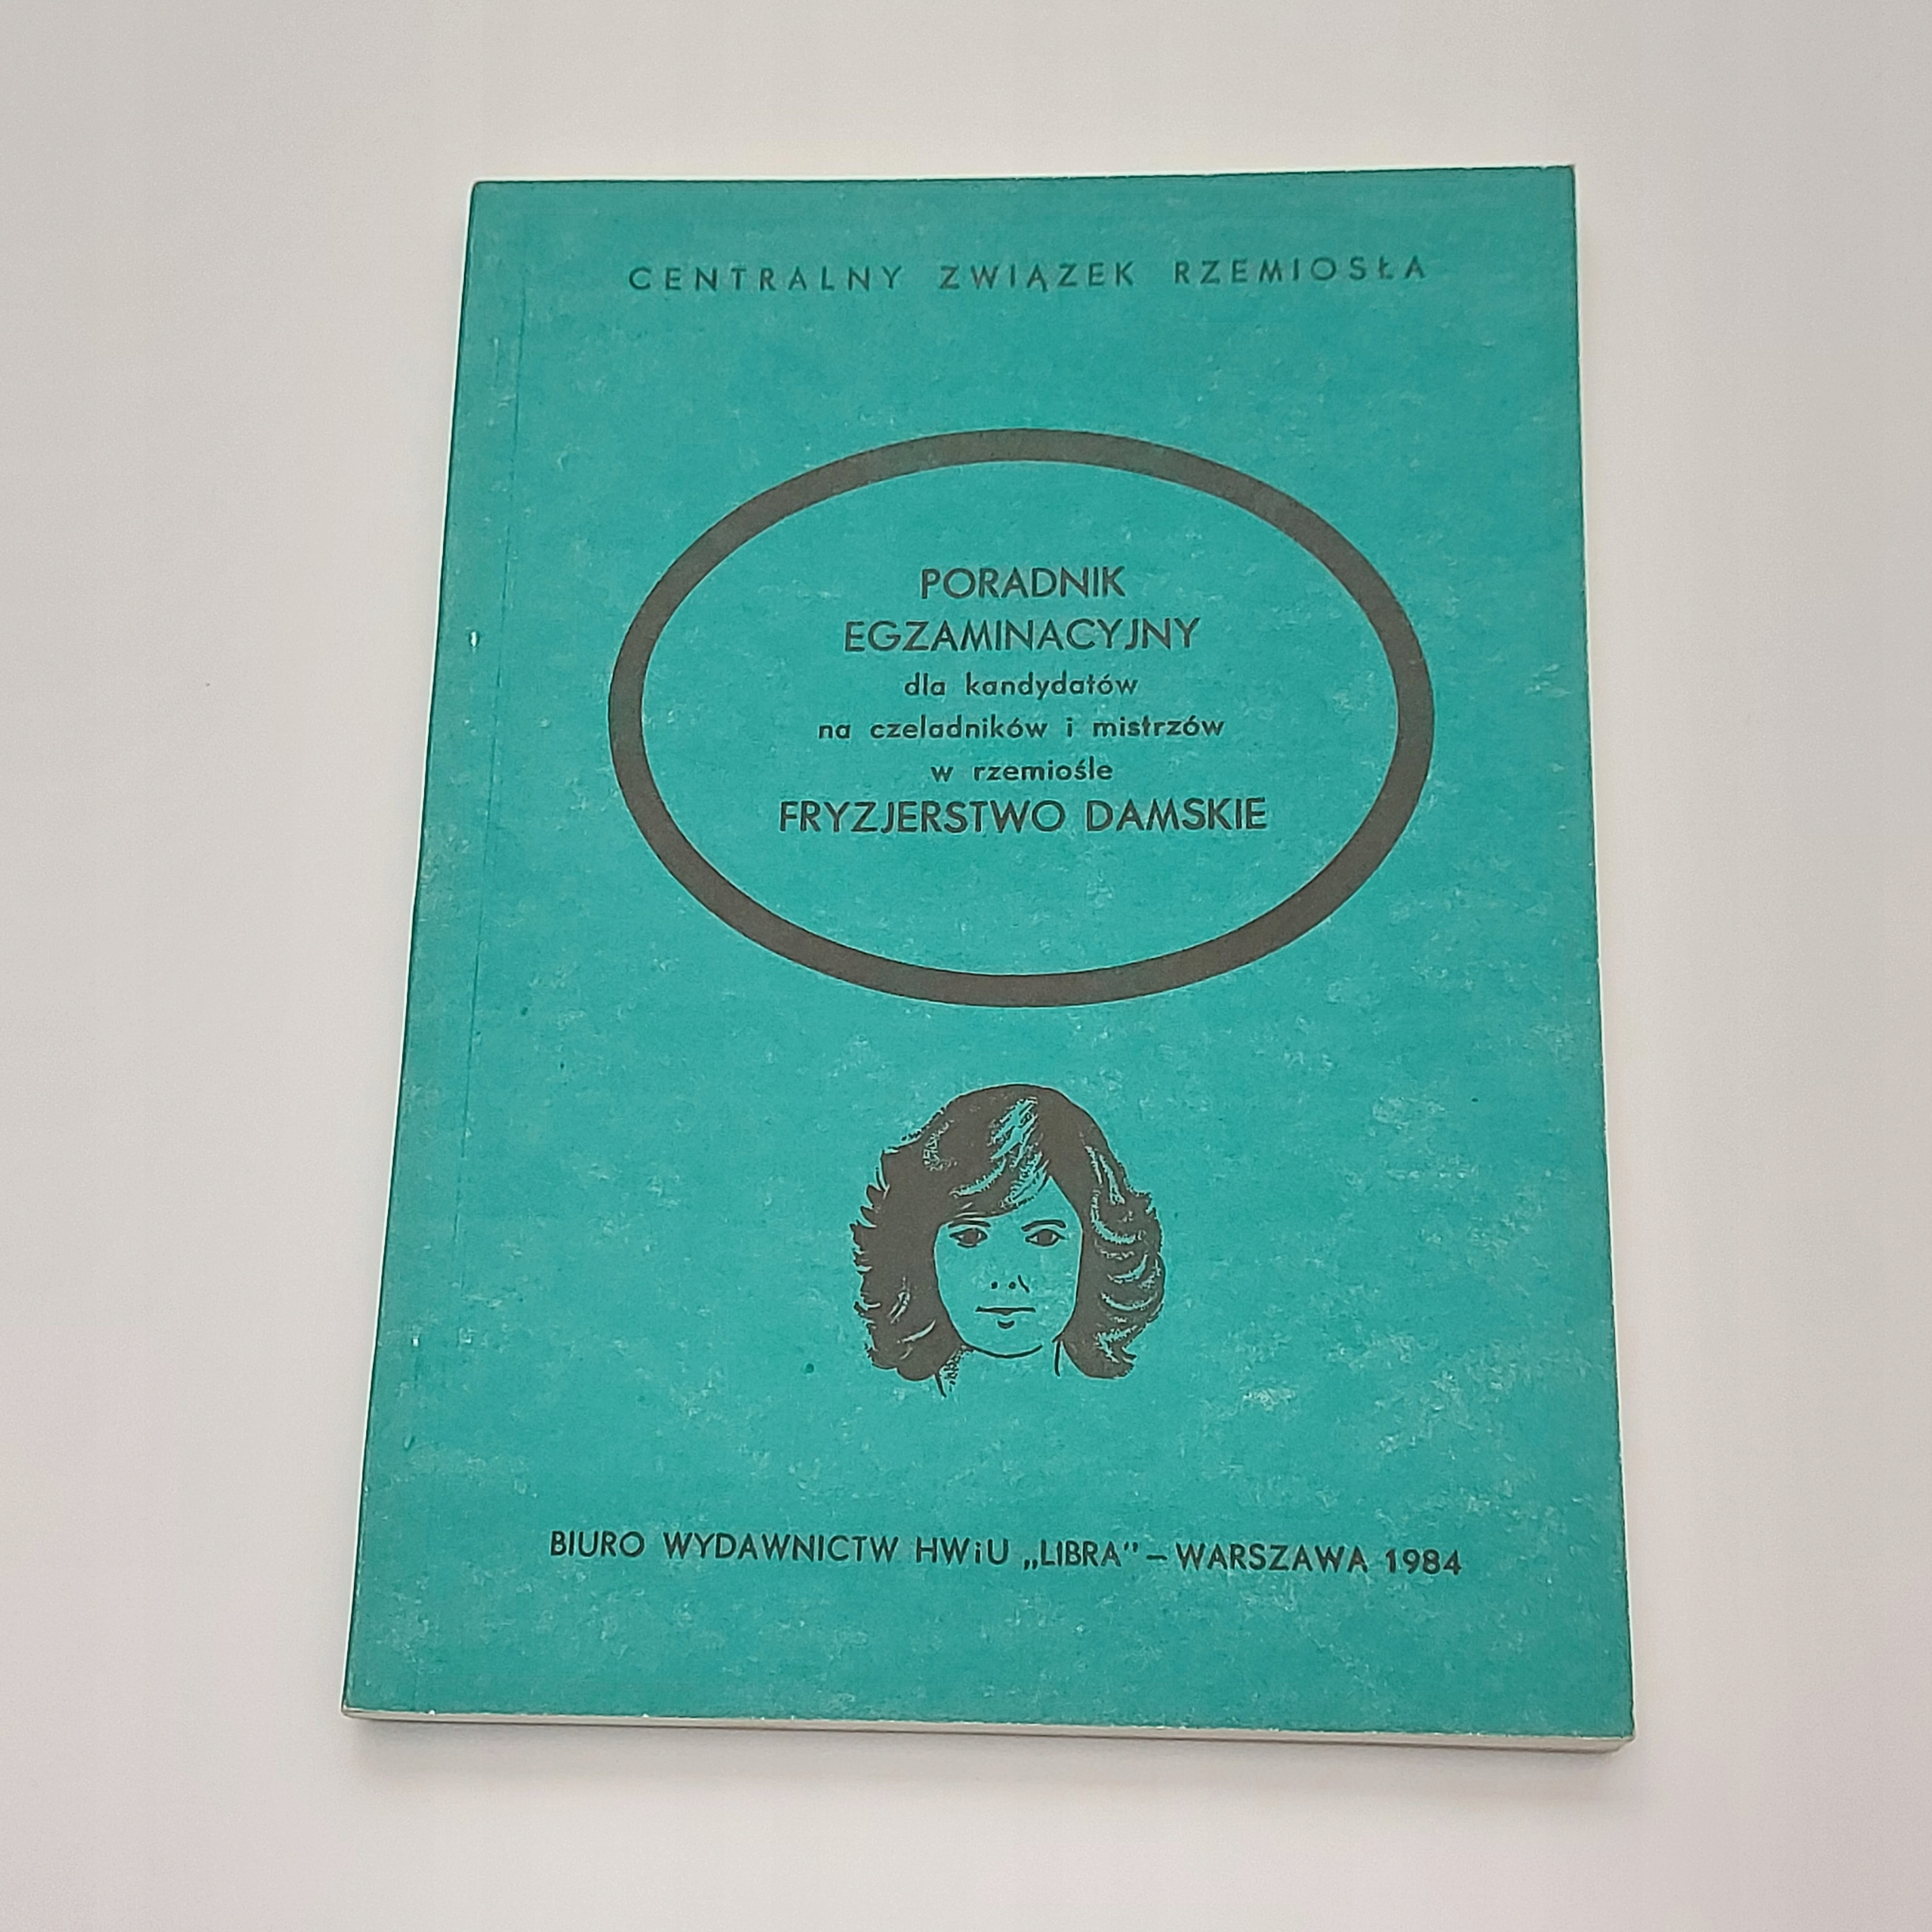 CENTRALNY ZWIĄZEK RZEMIOSŁA
PORADNIK
EGZAMINACYJNY
dla kandydatów
na czeladników i mistrzów
w rzemiośle
FRYZJERSTWO DAMSKIE
BIURO WYDAWNICTW HWiU „LIBRA” – WARSZAWA 1984